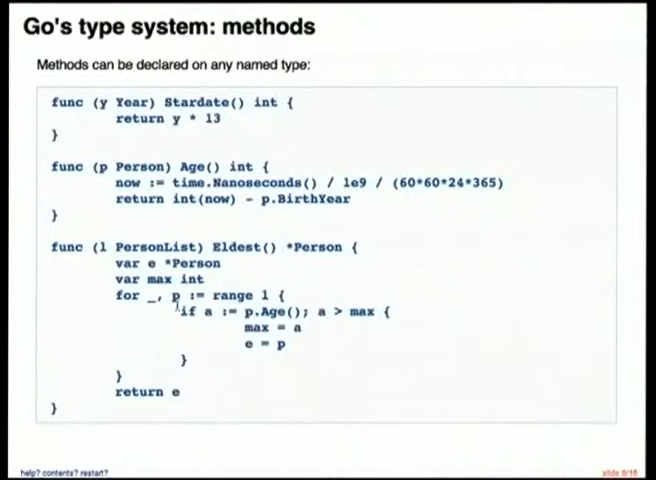 Go's type system: methods
Methods can be declared on any named type:
func (y Year) Stardate() int {
return y * 13
}
func (p Person) Age() int {
now := time.Nanoseconds() / 1e9 / (60*60*24*365)
return int(now) - p.BirthYear
}
func (l PersonList) Eldest() *Person {
var e *Person
var max int
for _, p := range l {
if a := p.Age(); a > max {
max = a
e = p
}
}
return e
}
help? contents? restart?
slide 6/16